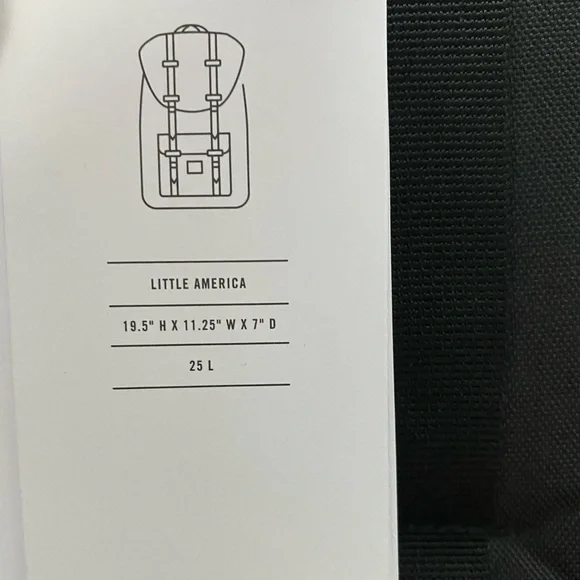 LITTLE AMERICA
19.5" H X 11.25" W X 7" D
25 L